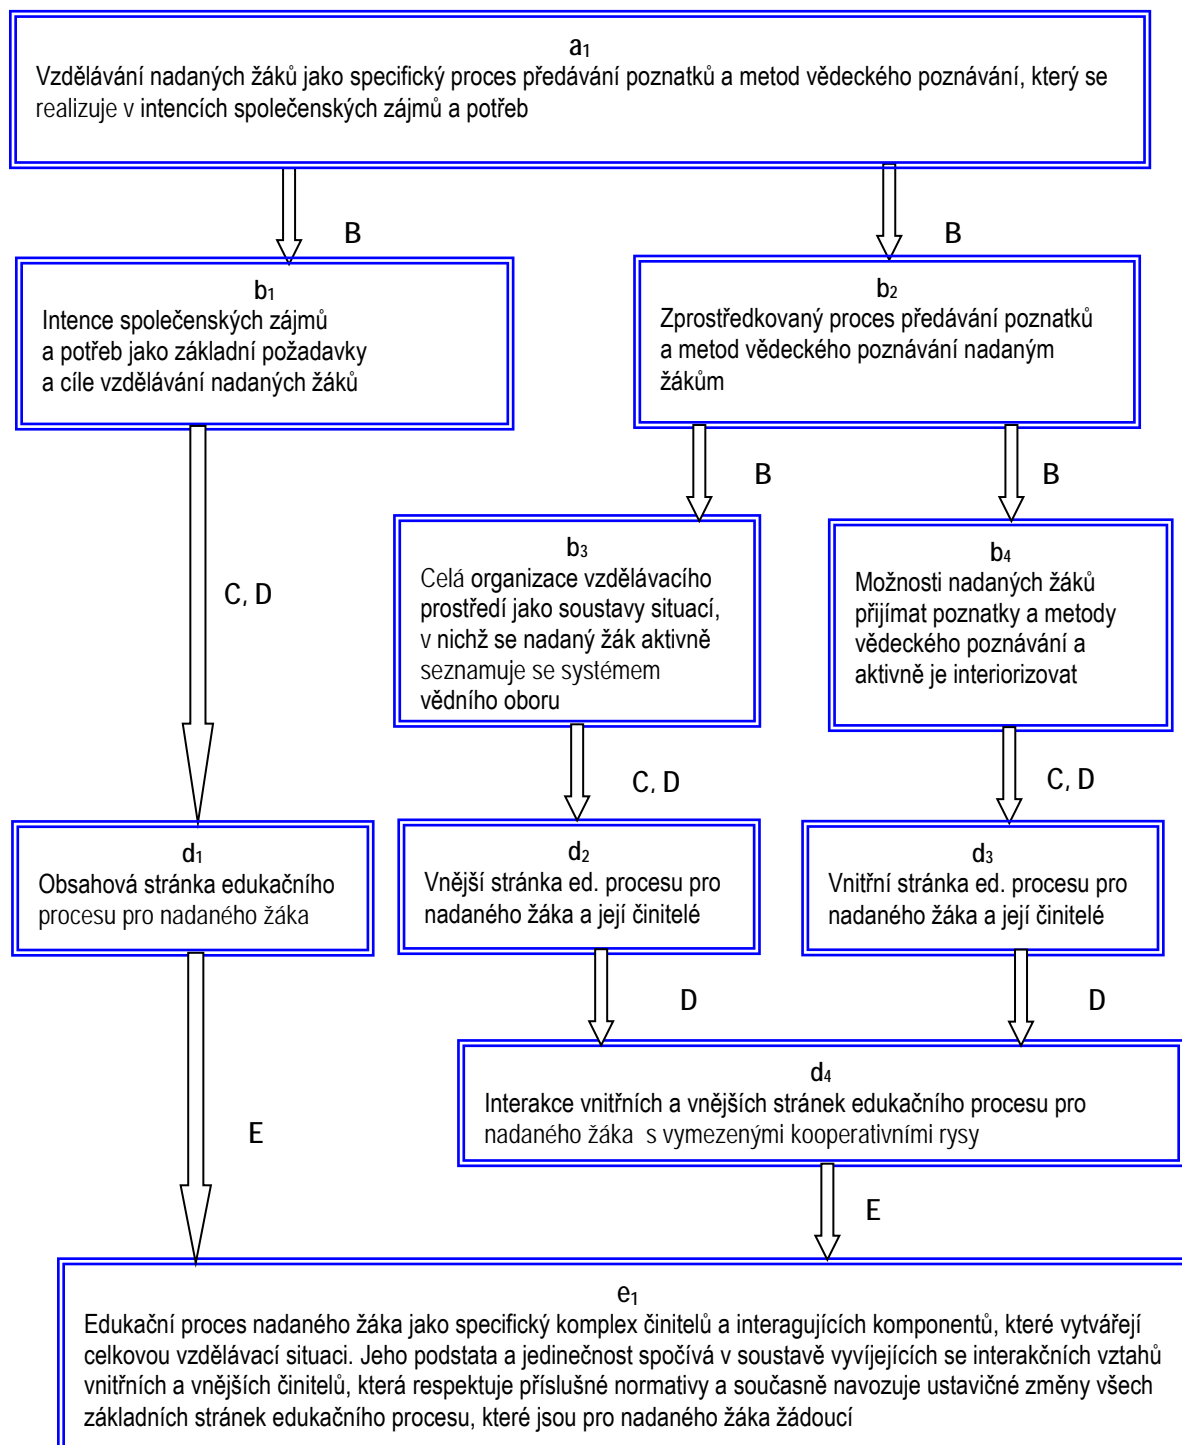 a1
Vzdělávání nadaných žáků jako specifický proces předávání poznatků a metod vědeckého poznávání, který se
realizuje v intencích společenských zájmů a potřeb
B
B
b1
Intence společenských zájmů
a potřeb jako základní požadavky
a cíle vzdělávání nadaných žáků
b2
Zprostředkovaný proces předávání poznatků
a metod vědeckého poznávání nadaným
žákům
B
B
b3
Celá organizace vzdělávacího
prostředí jako soustavy situací,
v nichž se nadaný žák aktivně
seznamuje se systémem
vědního oboru
b4
Možnosti nadaných žáků
přijímat poznatky a metody
vědeckého poznávání a
aktivně je interiorizovat
C, D
C, D
C, D
d1
Obsahová stránka edukačního
procesu pro nadaného žáka
d2
Vnější stránka ed. procesu pro
nadaného žáka a její činitelé
d3
Vnitřní stránka ed. procesu pro
nadaného žáka a její činitelé
D
D
d4
Interakce vnitřních a vnějších stránek edukačního procesu pro
nadaného žáka s vymezenými kooperativními rysy
E
E
e1
Edukační proces nadaného žáka jako specifický komplex činitelů a interagujících komponentů, které vytvářejí
celkovou vzdělávací situaci. Jeho podstata a jedinečnost spočívá v soustavě vyvíjejících se interakčních vztahů
vnitřních a vnějších činitelů, která respektuje příslušné normativy a současně navozuje ustavičné změny všech
základních stránek edukačního procesu, které jsou pro nadaného žáka žádoucí